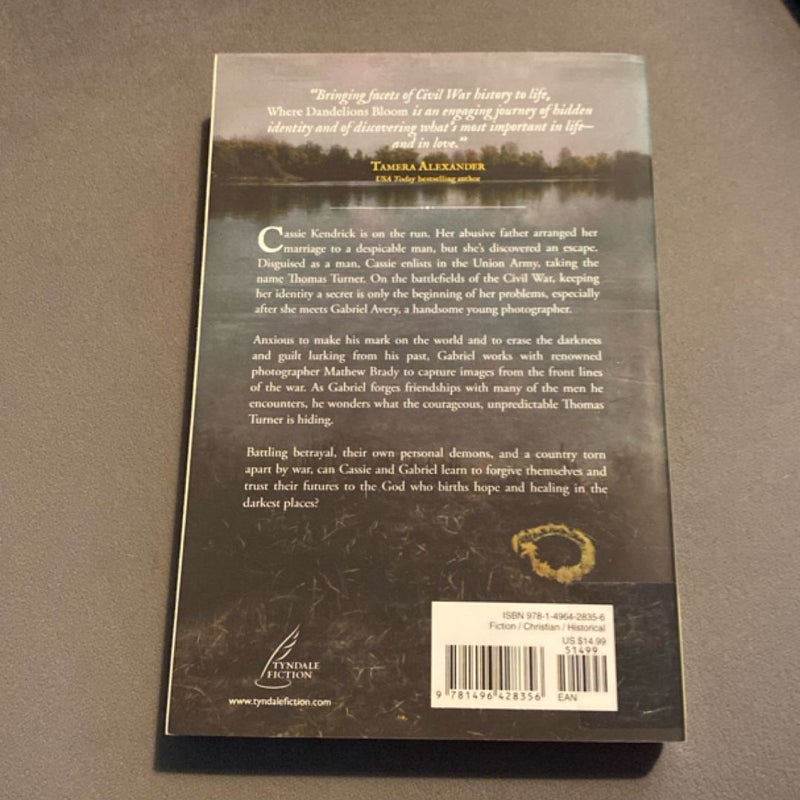 “Bringing facets of Civil War history to life,
Where Dandelions Bloom is an engaging journey of hidden
identity and of discovering what’s most important in life—
and in love.”
TAMERA ALEXANDER
USA Today bestselling author
Cassie Kendrick is on the run. Her abusive father arranged her
marriage to a despicable man, but she’s discovered an escape.
Disguised as a man, Cassie enlists in the Union Army, taking the
name Thomas Turner. On the battlefields of the Civil War, keeping
her identity a secret is only the beginning of her problems, especially
after she meets Gabriel Avery, a handsome young photographer.
Anxious to make his mark on the world and to erase the darkness
and guilt lurking from his past, Gabriel works with renowned
photographer Mathew Brady to capture images from the front lines
of the war. As Gabriel forges friendships with many of the men he
encounters, he wonders what the courageous, unpredictable Thomas
Turner is hiding.
Battling betrayal, their own personal demons, and a country torn
apart by war, can Cassie and Gabriel learn to forgive themselves and
trust their futures to the God who births hope and healing in the
darkest places?
ISBN 978-1-4964-2835-6
Fiction / Christian / Historical
US $14.99
51499
9 781496 428356
EAN
TYNDALE
FICTION
www.tyndalefiction.com